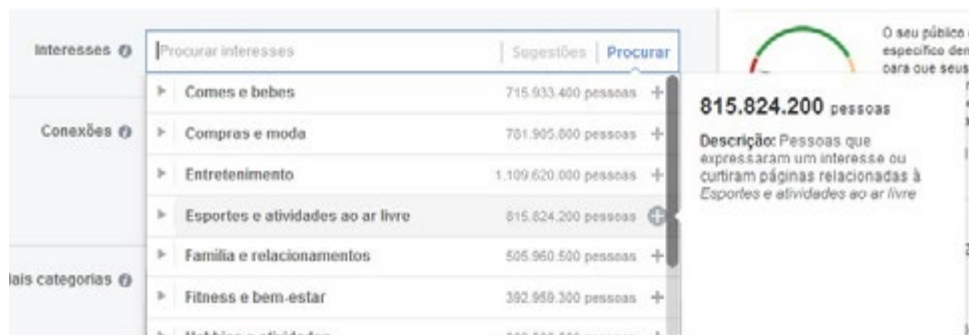 Interesses
Procurar interesses
Sugestões
Procurar
Comes e bebes 715.933.400 pessoas
Conexões
Compras e moda 781.905.800 pessoas
Entretenimento 1.109.620.000 pessoas
Esportes e atividades ao ar livre 815.824.200 pessoas
Família e relacionamentos 505.960.500 pessoas
ais categorias
Fitness e bem-estar 392.959.300 pessoas
815.824.200 pessoas
Descrição: Pessoas que
expressaram um interesse ou
curtiram páginas relacionadas à
Esportes e atividades ao ar livre
O seu público
específico den
para que seus